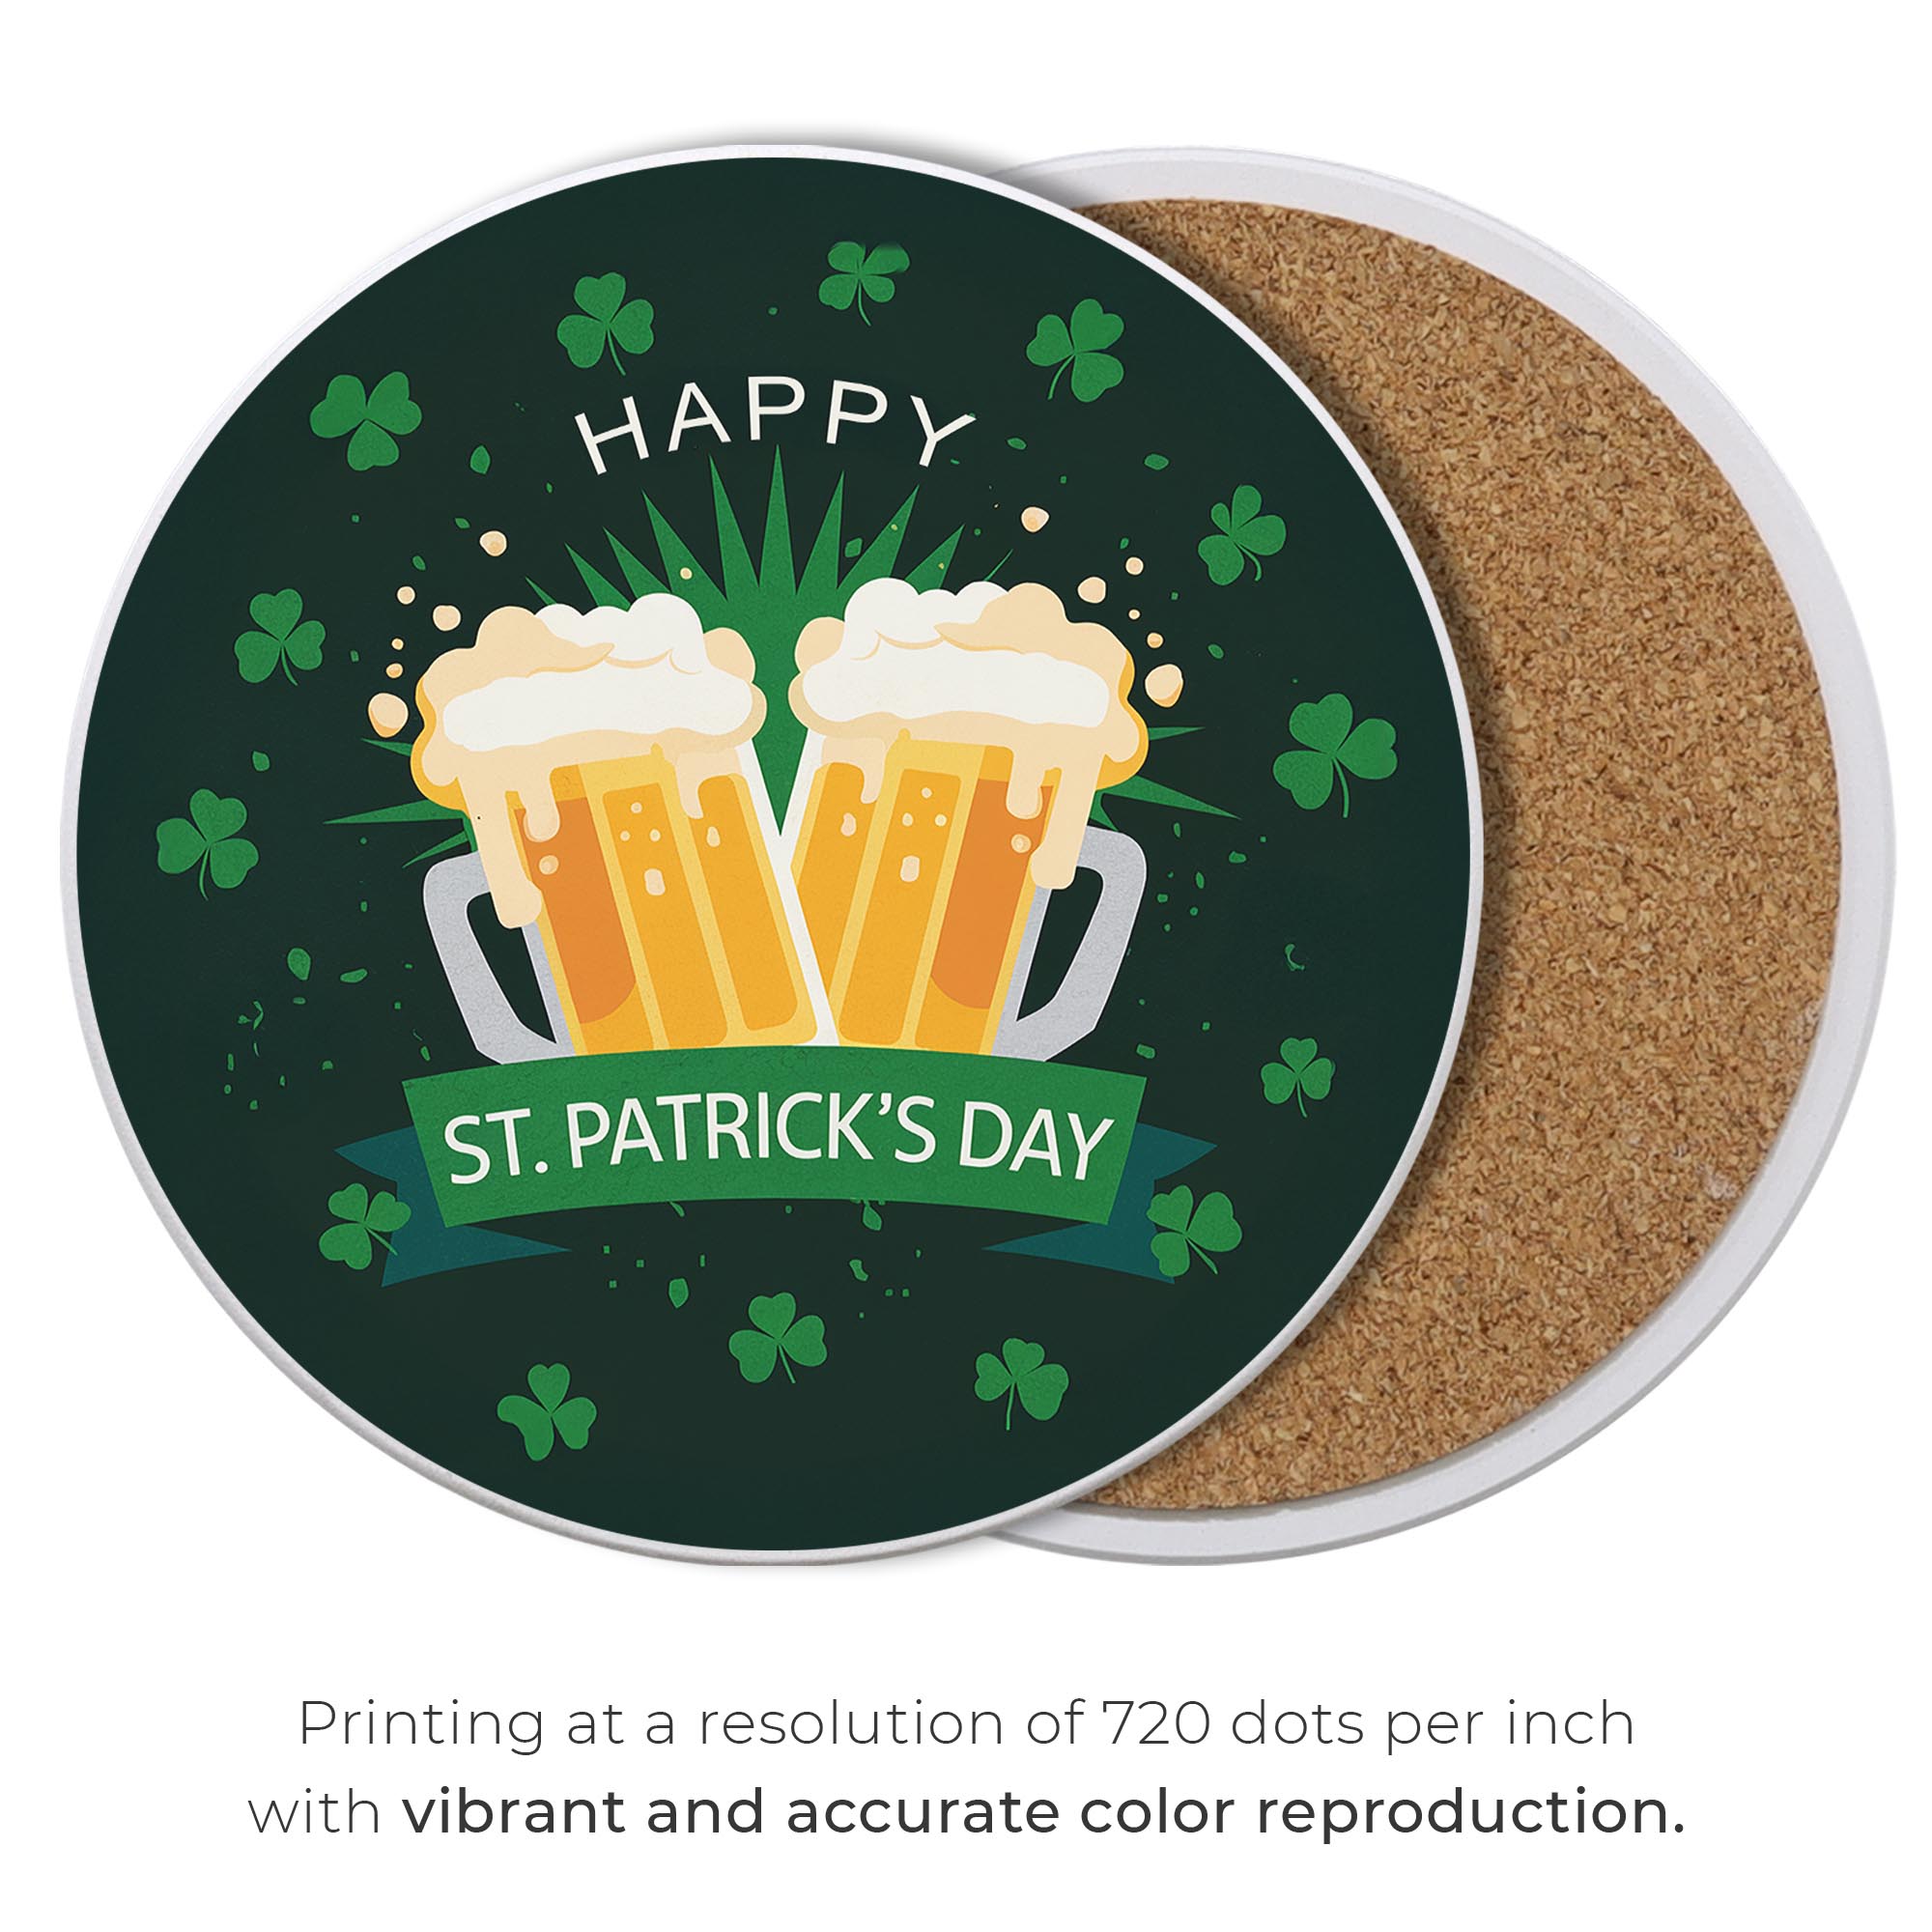 HAPPY
ST. PATRICK’S DAY
Printing at a resolution of 720 dots per inch
with vibrant and accurate color reproduction.